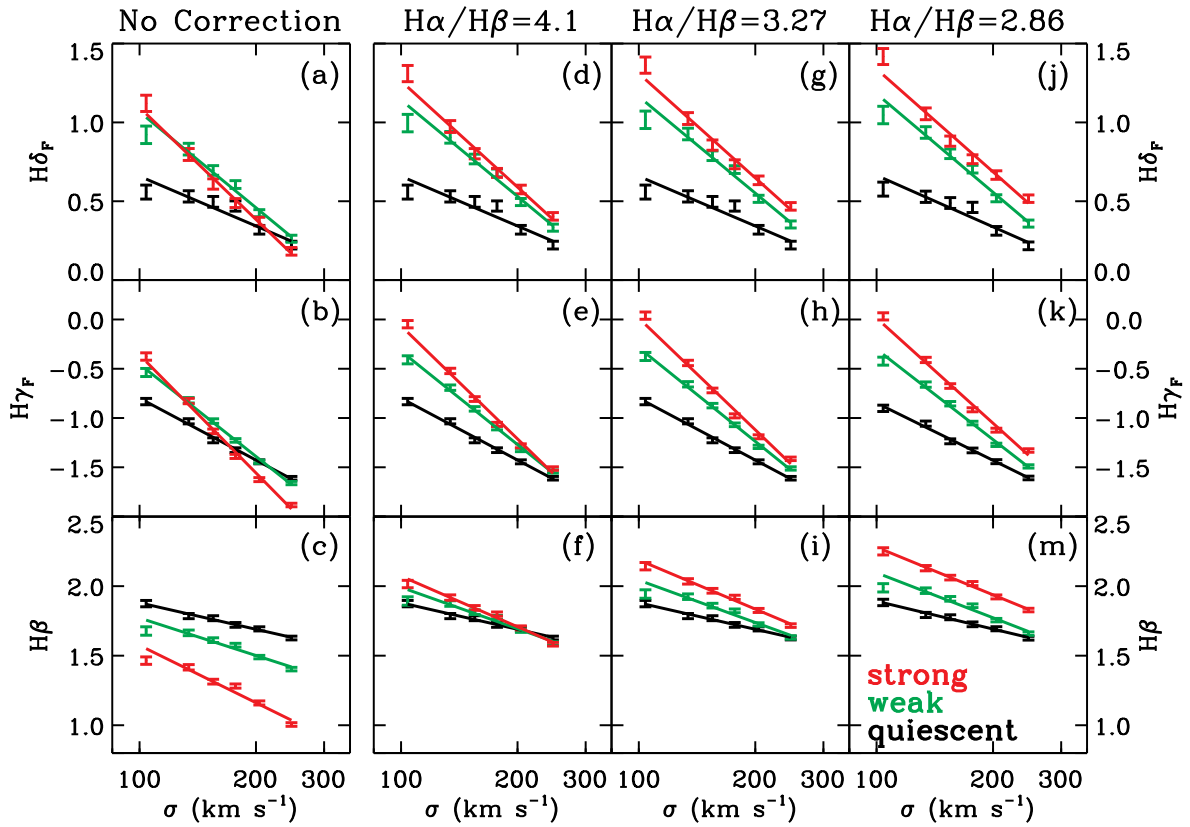 No Correction Hα/Hβ=4.1 Hα/Hβ=3.27 Hα/Hβ=2.86
1.5 (a) (d) (g) (j) 1.5
1.0 1.0
HδF HδF
0.5 0.5
0.0 0.0
(b) (e) (h) (k)
0.0 0.0
−0.5 −0.5
HγF HγF
−1.0 −1.0
−1.5 −1.5
2.5 (c) (f) (i) (m) 2.5
2.0 2.0
Hβ Hβ
1.5 1.5
strong
weak
quiescent
1.0 1.0
100 200 300 100 200 300 100 200 300 100 200 300
σ (km s⁻¹) σ (km s⁻¹) σ (km s⁻¹) σ (km s⁻¹)